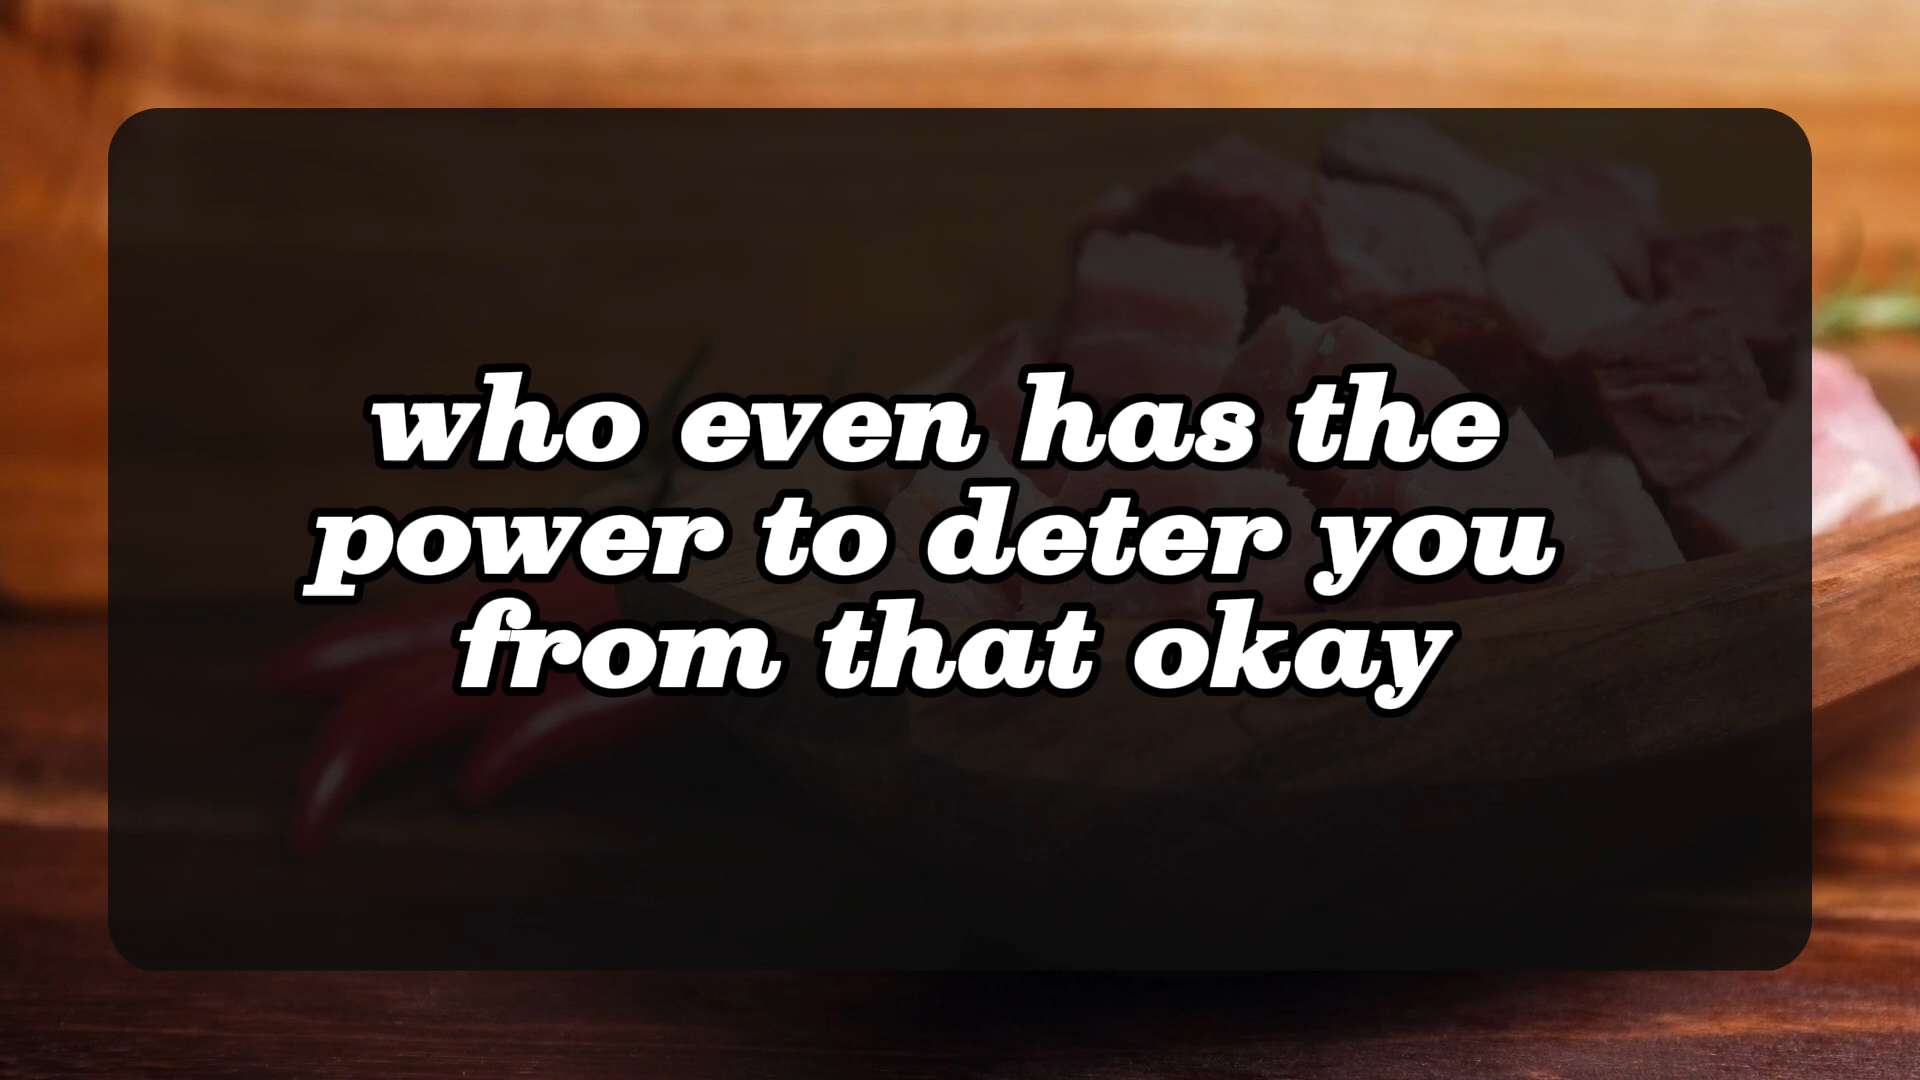 who even has the
power to deter you
from that okay